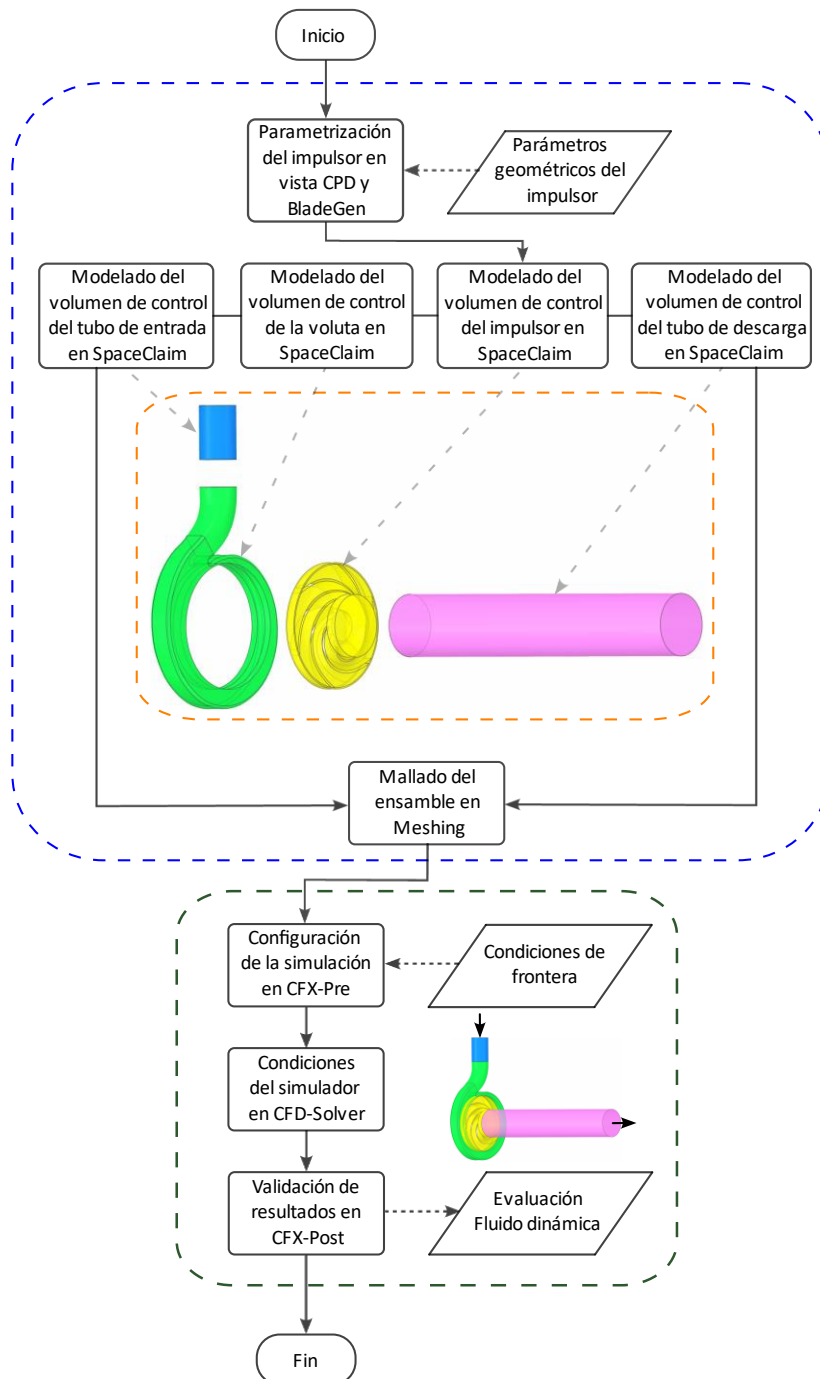 Inicio
Parametrización
del impulsor en
vista CPD y
BladeGen
Parámetros
geométricos del
impulsor
Modelado del
volumen de control
del tubo de entrada
en SpaceClaim
Modelado del
volumen de control
de la voluta en
SpaceClaim
Modelado del
volumen de control
del impulsor en
SpaceClaim
Modelado del
volumen de control
del tubo de descarga
en SpaceClaim
Mallado del
ensamble en
Meshing
Configuración
de la simulación
en CFX-Pre
Condiciones de
frontera
Condiciones
del simulador
en CFD-Solver
Validación de
resultados en
CFX-Post
Evaluación
Fluido dinámica
Fin